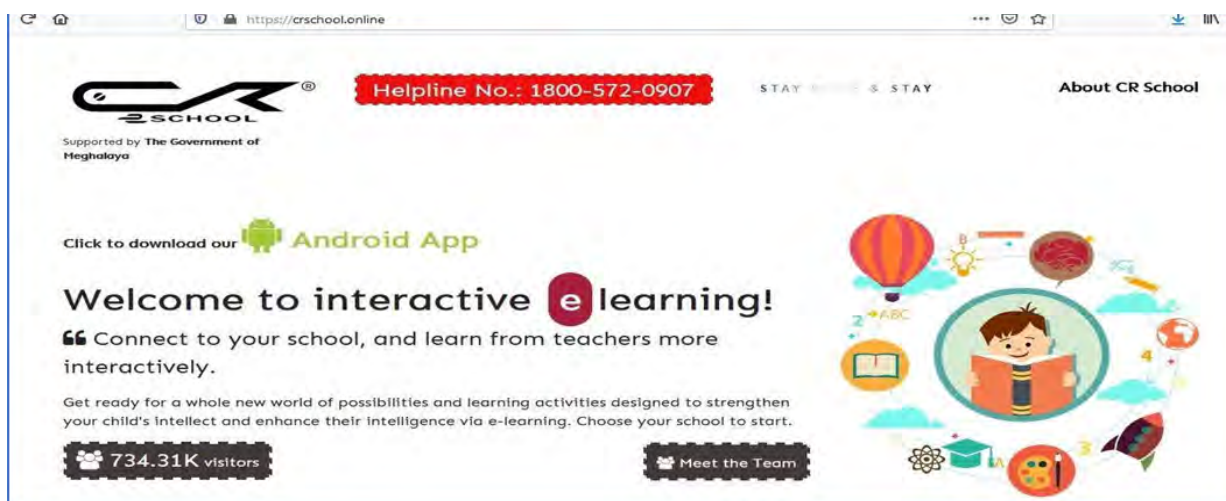 https://crschool.online
CR
SCHOOL
®
Helpline No.: 1800-572-0907
STAY & STAY
About CR School
Supported by The Government of
Meghalaya
Click to download our Android App
Welcome to interactive e learning!
Connect to your school, and learn from teachers more
interactively.
Get ready for a whole new world of possibilities and learning activities designed to strengthen
your child's intellect and enhance their intelligence via e-learning. Choose your school to start.
734.31K visitors
Meet the Team
B
2 ABC
4
3
A